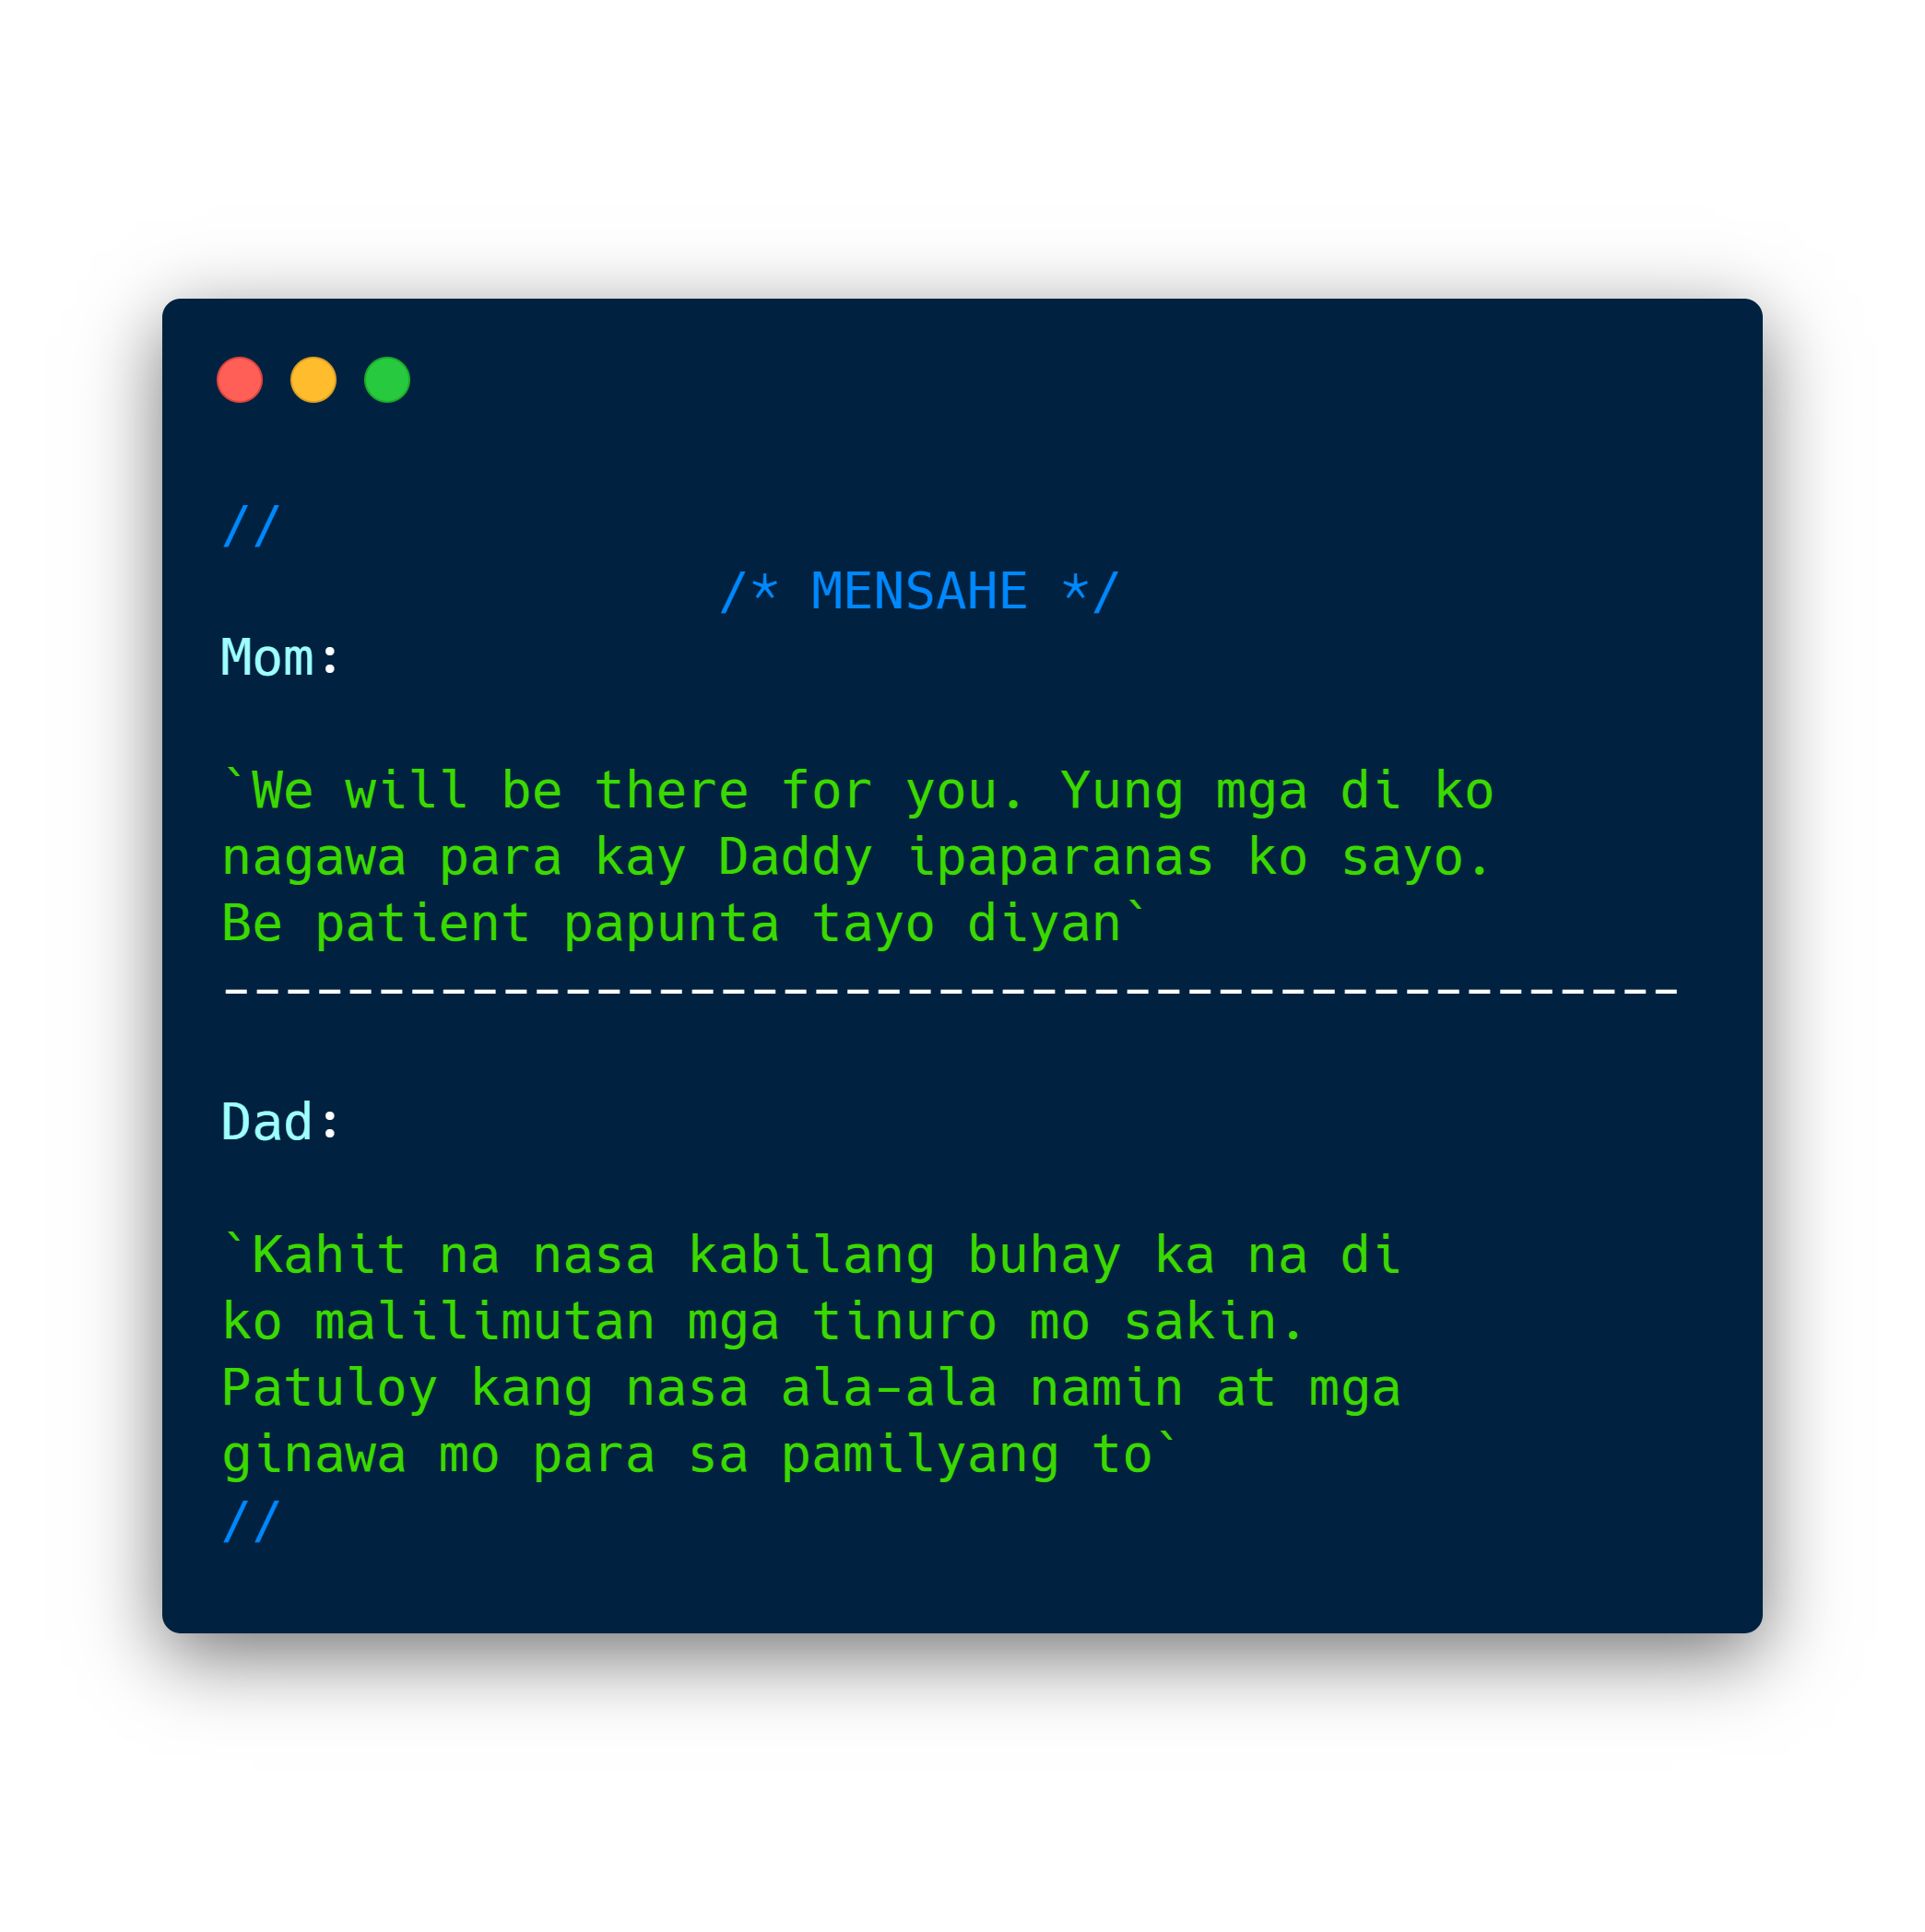 //
/* MENSAHE */
Mom:
`We will be there for you. Yung mga di ko
nagawa para kay Daddy ipaparanas ko sayo.
Be patient papunta tayo diyan`
-----------------------------------------------
Dad:
`Kahit na nasa kabilang buhay ka na di
ko malilimutan mga tinuro mo sakin.
Patuloy kang nasa ala-ala namin at mga
ginawa mo para sa pamilyang to`
//